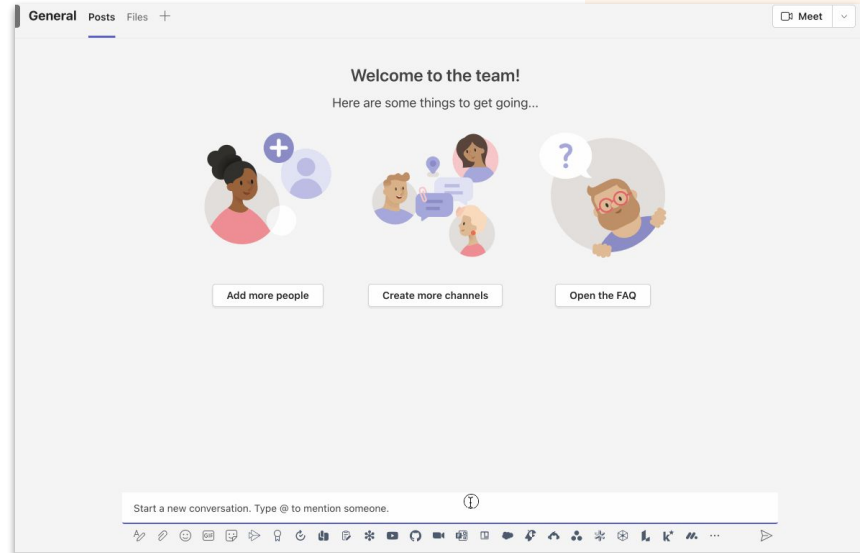 General Posts Files
Meet
Welcome to the team!
Here are some things to get going...
?
Add more people
Create more channels
Open the FAQ
Start a new conversation. Type @ to mention someone.
GIF